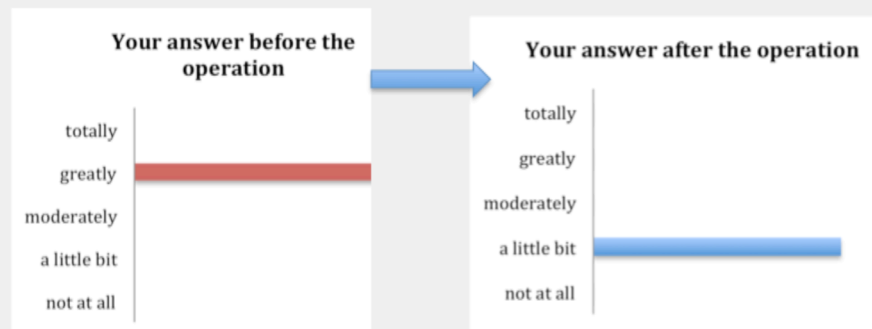 Your answer before the
operation
totally
greatly
moderately
a little bit
not at all
Your answer after the operation
totally
greatly
moderately
a little bit
not at all